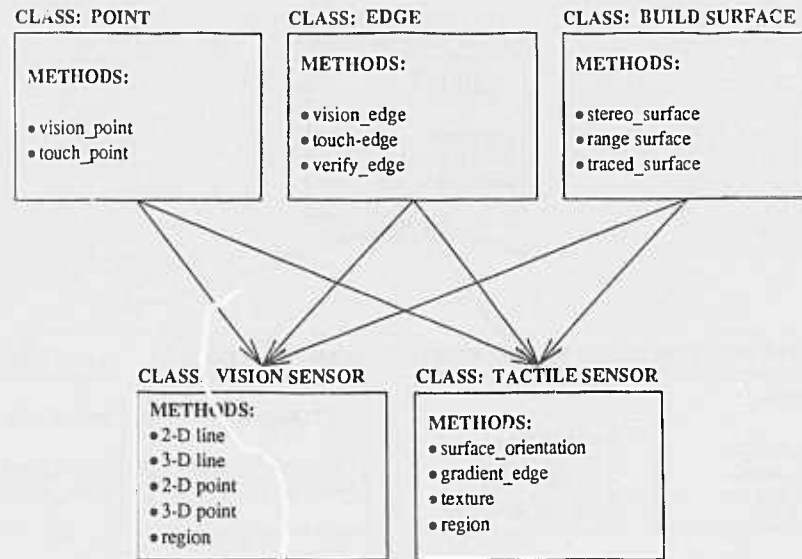 CLASS: POINT
METHODS:
• vision_point
• touch_point
CLASS: EDGE
METHODS:
• vision_edge
• touch-edge
• verify_edge
CLASS: BUILD SURFACE
METHODS:
• stereo_surface
• range surface
• traced_surface
CLASS: VISION SENSOR
METHODS:
• 2-D line
• 3-D line
• 2-D point
• 3-D point
• region
CLASS: TACTILE SENSOR
METHODS:
• surface_orientation
• gradient_edge
• texture
• region